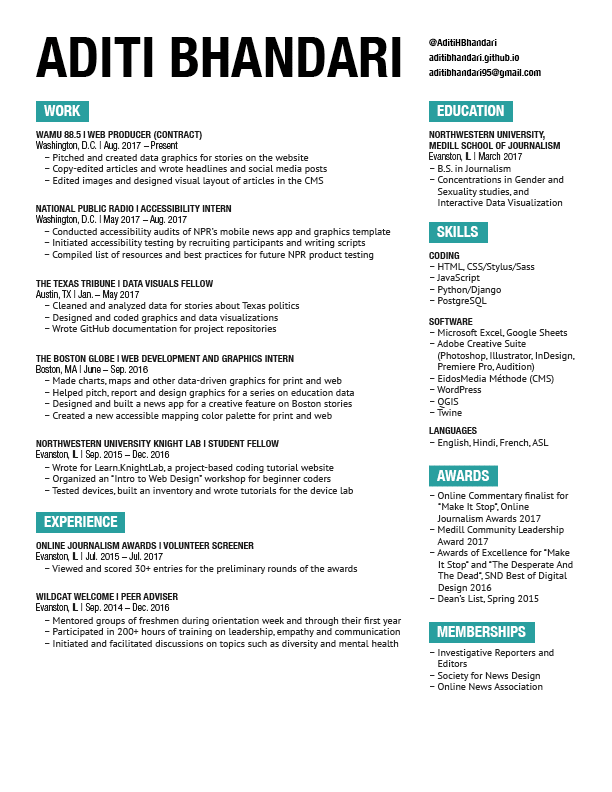 ADITI BHANDARI
@AditiHBhandari
aditibhandari.github.io
aditibhandari95@gmail.com
WORK
WAMU 88.5 | WEB PRODUCER (CONTRACT)
Washington, D.C. | Aug. 2017 – Present
– Pitched and created data graphics for stories on the website
– Copy-edited articles and wrote headlines and social media posts
– Edited images and designed visual layout of articles in the CMS
NATIONAL PUBLIC RADIO | ACCESSIBILITY INTERN
Washington, D.C. | May 2017 – Aug. 2017
– Conducted accessibility audits of NPR's mobile news app and graphics template
– Initiated accessibility testing by recruiting participants and writing scripts
– Compiled list of resources and best practices for future NPR product testing
THE TEXAS TRIBUNE | DATA VISUALS FELLOW
Austin, TX | Jan. – May 2017
– Cleaned and analyzed data for stories about Texas politics
– Designed and coded graphics and data visualizations
– Wrote GitHub documentation for project repositories
THE BOSTON GLOBE | WEB DEVELOPMENT AND GRAPHICS INTERN
Boston, MA | June – Sep. 2016
– Made charts, maps and other data-driven graphics for print and web
– Helped pitch, report and design graphics for a series on education data
– Designed and built a news app for a creative feature on Boston stories
– Created a new accessible mapping color palette for print and web
NORTHWESTERN UNIVERSITY KNIGHT LAB | STUDENT FELLOW
Evanston, IL | Sep. 2015 – Dec. 2016
– Wrote for Learn.KnightLab, a project-based coding tutorial website
– Organized an "Intro to Web Design" workshop for beginner coders
– Tested devices, built an inventory and wrote tutorials for the device lab
EXPERIENCE
ONLINE JOURNALISM AWARDS | VOLUNTEER SCREENER
Evanston, IL | Jul. 2015 – Jul. 2017
– Viewed and scored 30+ entries for the preliminary rounds of the awards
WILDCAT WELCOME | PEER ADVISER
Evanston, IL | Sep. 2014 – Dec. 2016
– Mentored groups of freshmen during orientation week and through their first year
– Participated in 200+ hours of training on leadership, empathy and communication
– Initiated and facilitated discussions on topics such as diversity and mental health
EDUCATION
NORTHWESTERN UNIVERSITY,
MEDILL SCHOOL OF JOURNALISM
Evanston, IL | March 2017
– B.S. in Journalism
– Concentrations in Gender and
Sexuality studies, and
Interactive Data Visualization
SKILLS
CODING
– HTML, CSS/Stylus/Sass
– JavaScript
– Python/Django
– PostgreSQL
SOFTWARE
– Microsoft Excel, Google Sheets
– Adobe Creative Suite
(Photoshop, Illustrator, InDesign,
Premiere Pro, Audition)
– EidosMedia Méthode (CMS)
– WordPress
– QGIS
– Twine
LANGUAGES
– English, Hindi, French, ASL
AWARDS
– Online Commentary finalist for
"Make It Stop", Online
Journalism Awards 2017
– Medill Community Leadership
Award 2017
– Awards of Excellence for "Make
It Stop" and "The Desperate And
The Dead", SND Best of Digital
Design 2016
– Dean's List, Spring 2015
MEMBERSHIPS
– Investigative Reporters and
Editors
– Society for News Design
– Online News Association